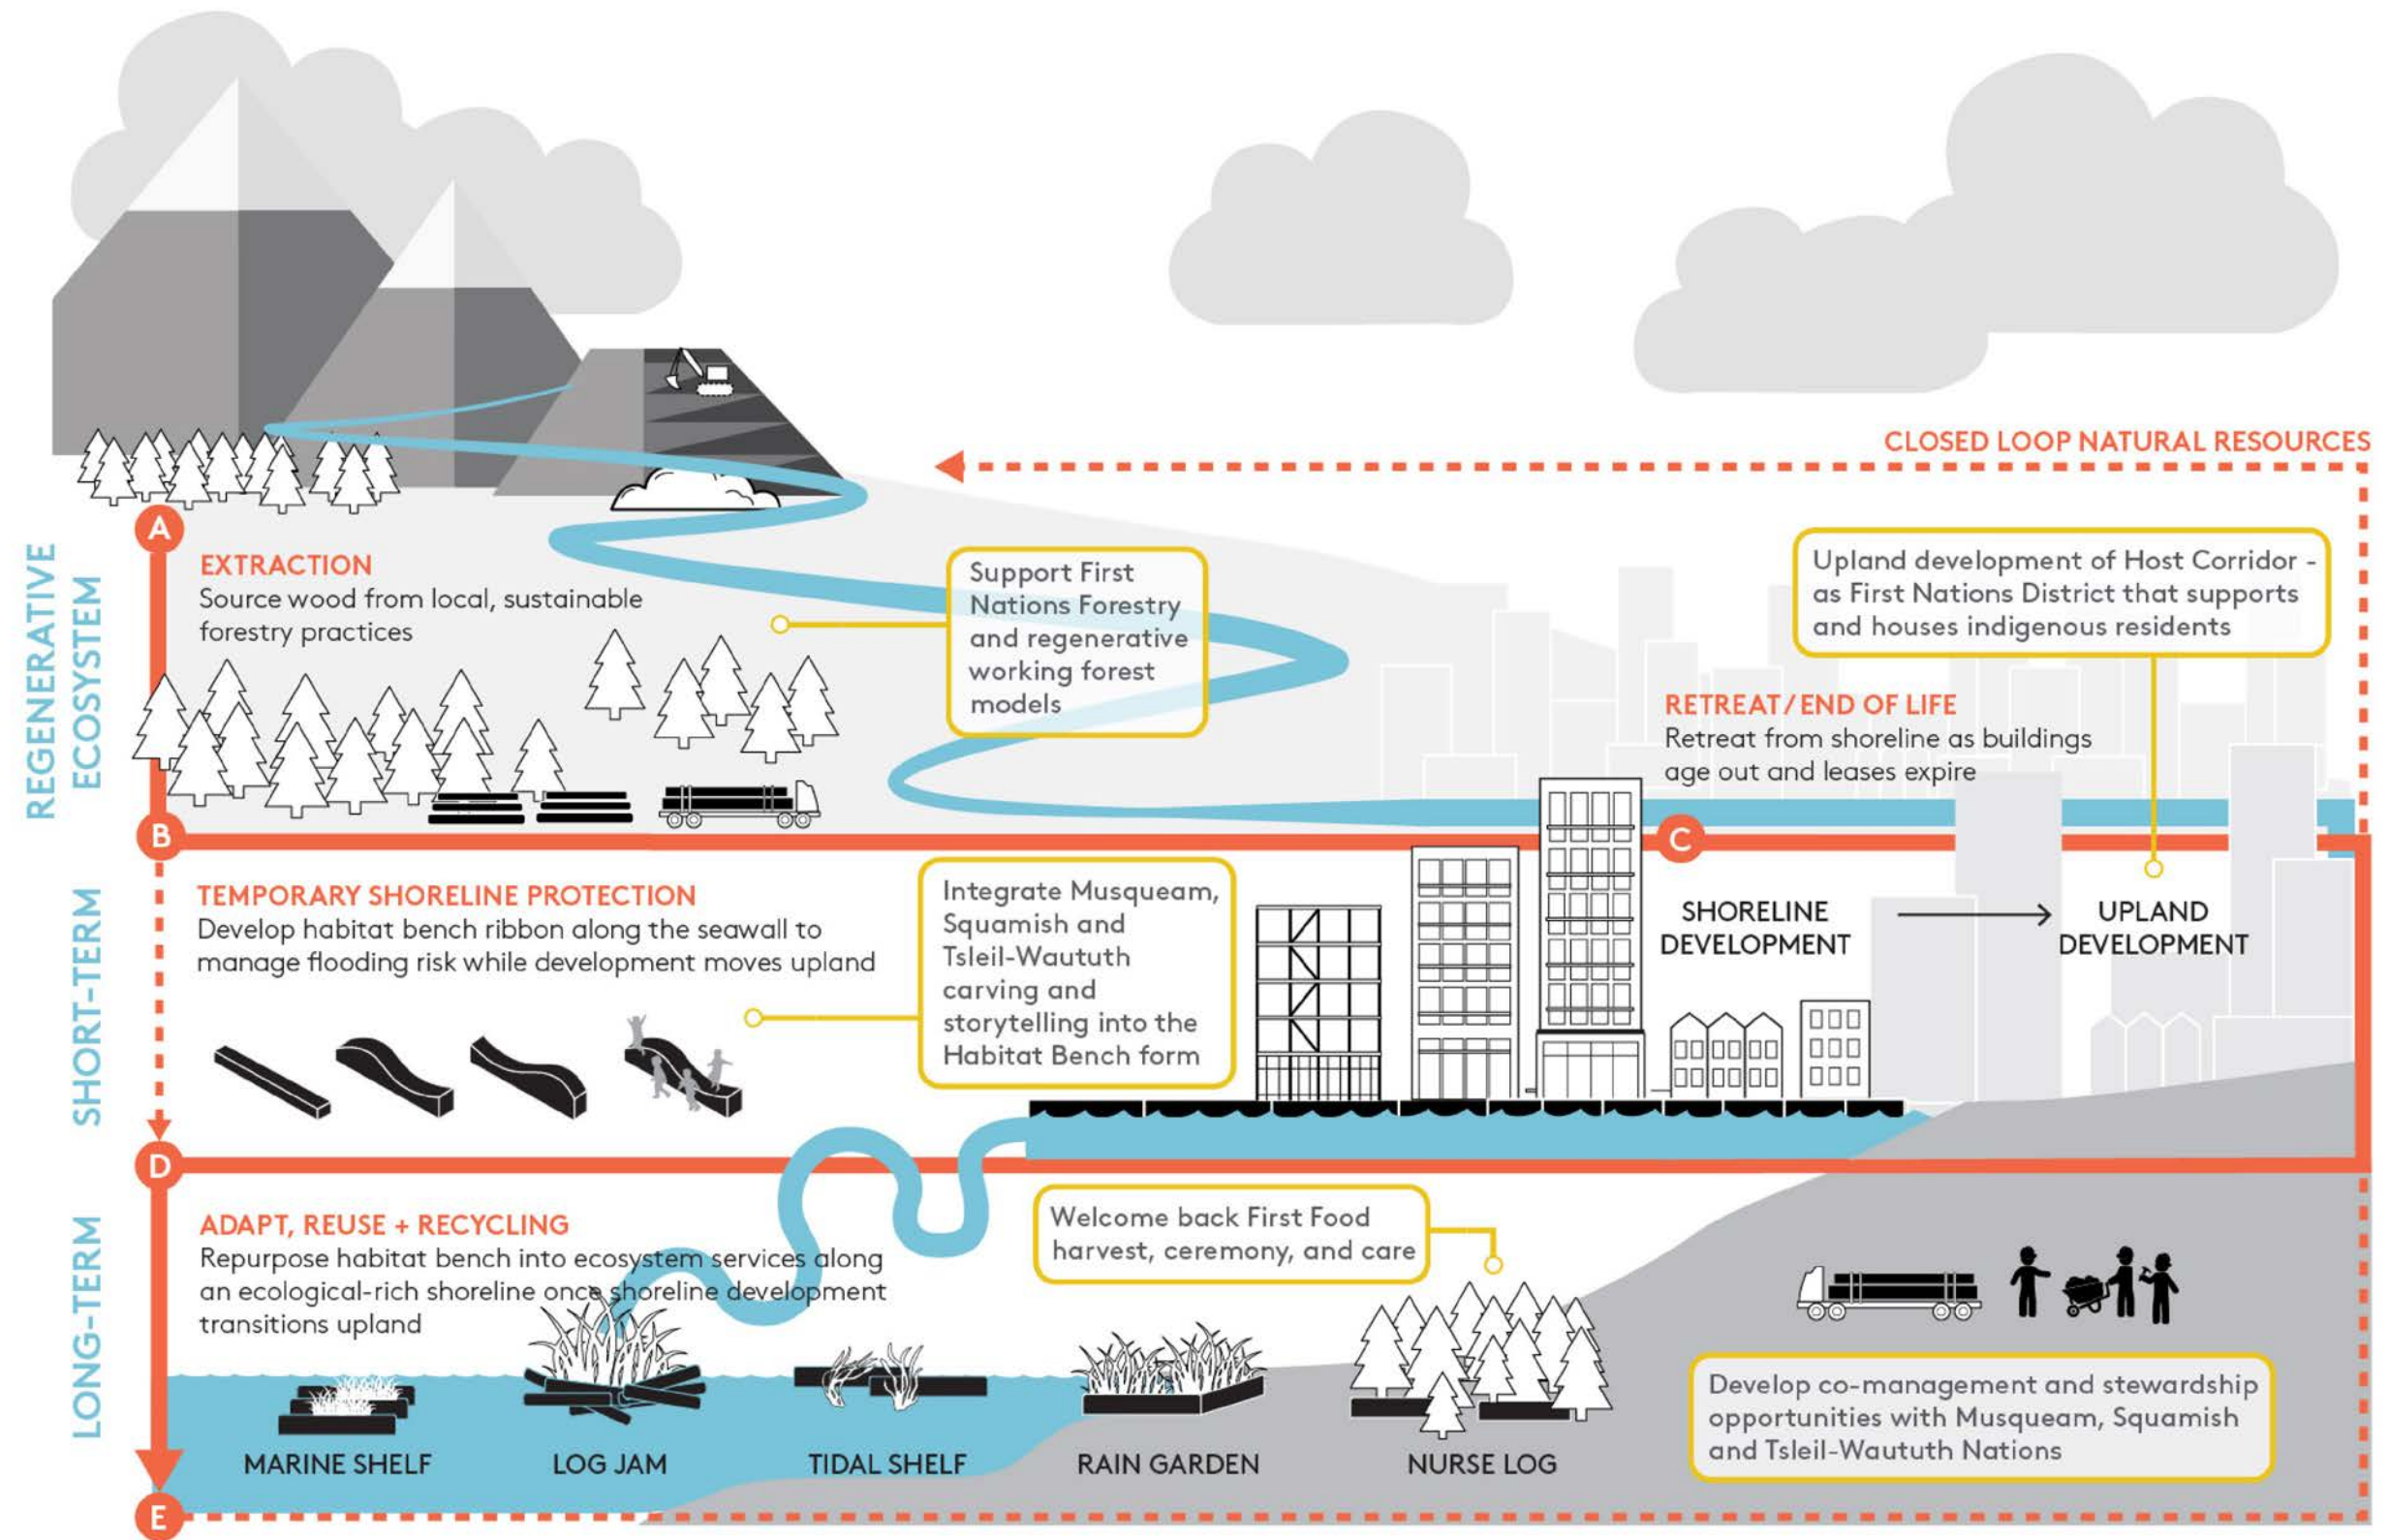 CLOSED LOOP NATURAL RESOURCES
REGENERATIVE
ECOSYSTEM
A
EXTRACTION
Source wood from local, sustainable
forestry practices
Support First
Nations Forestry
and regenerative
working forest
models
Upland development of Host Corridor -
as First Nations District that supports
and houses indigenous residents
RETREAT/END OF LIFE
Retreat from shoreline as buildings
age out and leases expire
B
C
SHORT-TERM
TEMPORARY SHORELINE PROTECTION
Develop habitat bench ribbon along the seawall to
manage flooding risk while development moves upland
Integrate Musqueam,
Squamish and
Tsleil-Waututh
carving and
storytelling into the
Habitat Bench form
SHORELINE
DEVELOPMENT
UPLAND
DEVELOPMENT
D
LONG-TERM
ADAPT, REUSE + RECYCLING
Repurpose habitat bench into ecosystem services along
an ecological-rich shoreline once shoreline development
transitions upland
Welcome back First Food
harvest, ceremony, and care
MARINE SHELF
LOG JAM
TIDAL SHELF
RAIN GARDEN
NURSE LOG
Develop co-management and stewardship
opportunities with Musqueam, Squamish
and Tsleil-Waututh Nations
E